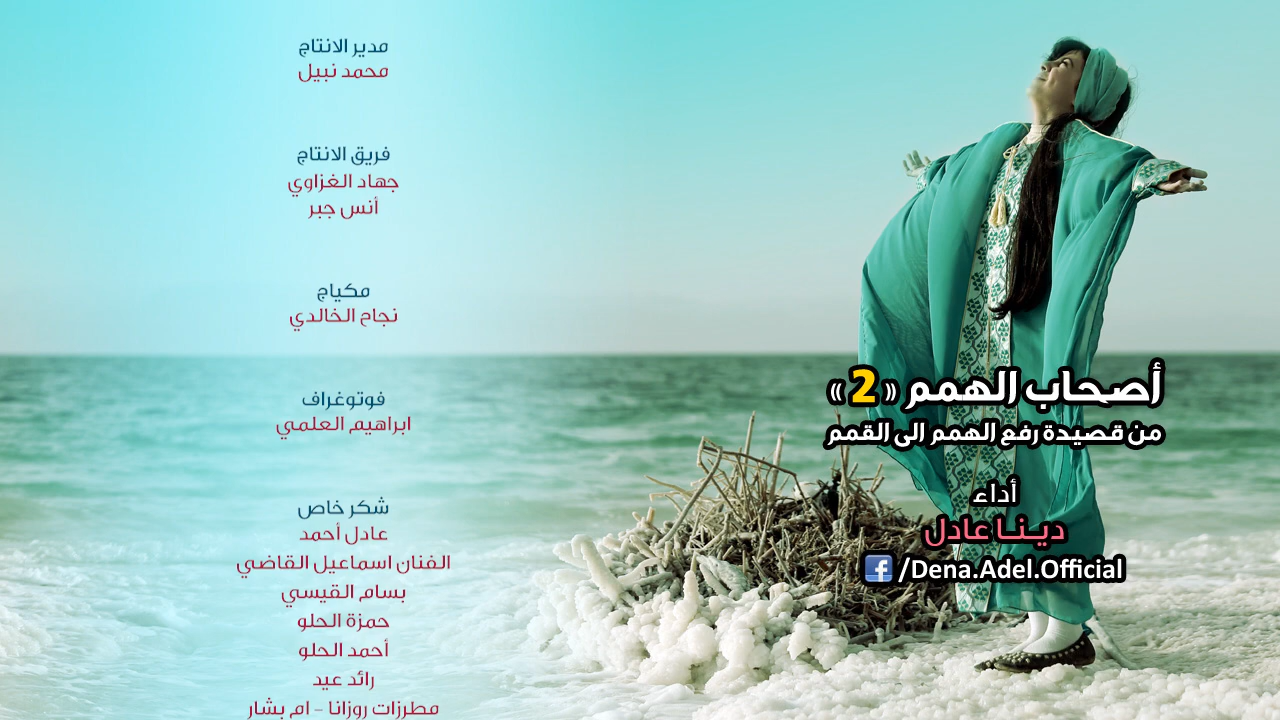 مدير الانتاج
محمد نبيل
فريق الانتاج
جهاد الغزاوي
أنس جبر
مكياج
نجاح الخالدي
فوتوغراف
ابراهيم العلمي
شكر خاص
عادل أحمد
الفنان اسماعيل القاضي
بسام القيسي
حمزة الحلو
أحمد الحلو
رائد عيد
مطرزات روزانا - ام بشار
أصحاب الهمم « 2 »
من قصيدة رفع الهمم الى القمم
أداء
دينا عادل
f /Dena.Adel.Official